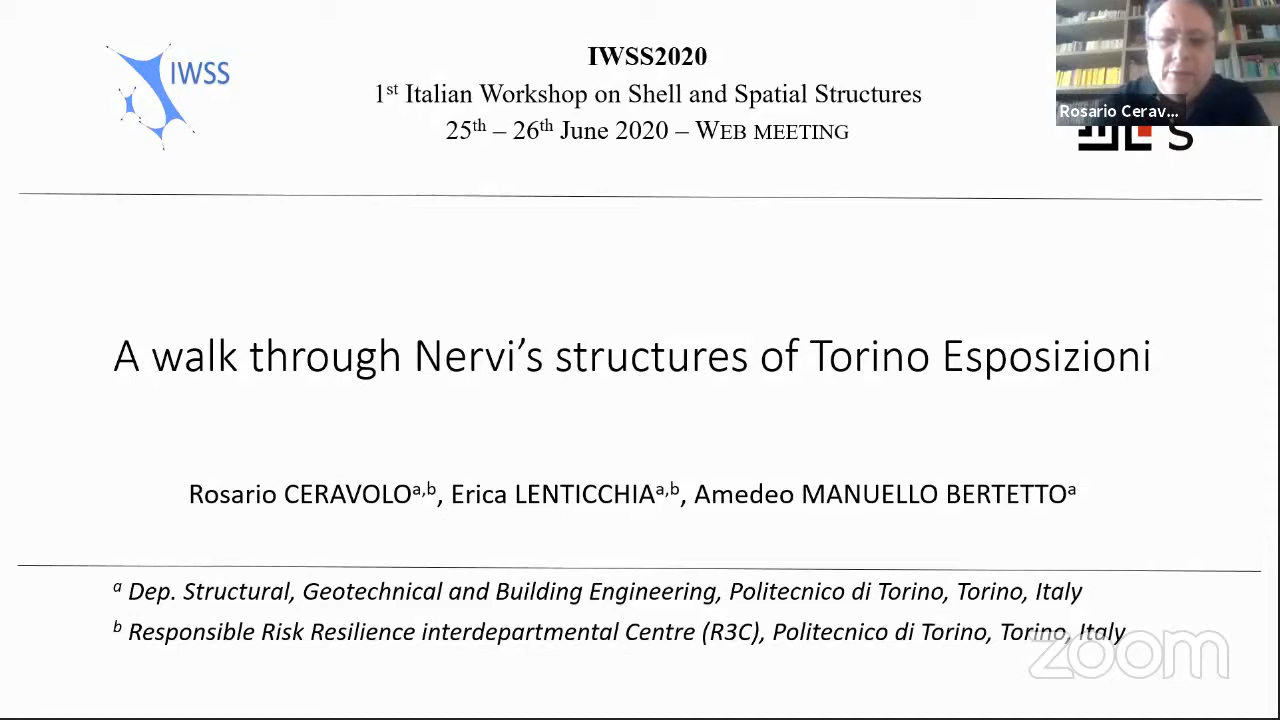 IWSS
IWSS2020
1st Italian Workshop on Shell and Spatial Structures
25th – 26th June 2020 – WEB MEETING
Rosario Cerav...
S
A walk through Nervi’s structures of Torino Esposizioni
Rosario CERAVOLOa,b, Erica LENTICCHIAa,b, Amedeo MANUELLO BERTETTOa
a Dep. Structural, Geotechnical and Building Engineering, Politecnico di Torino, Torino, Italy
b Responsible Risk Resilience interdepartmental Centre (R3C), Politecnico di Torino, Torino, Italy
zoom